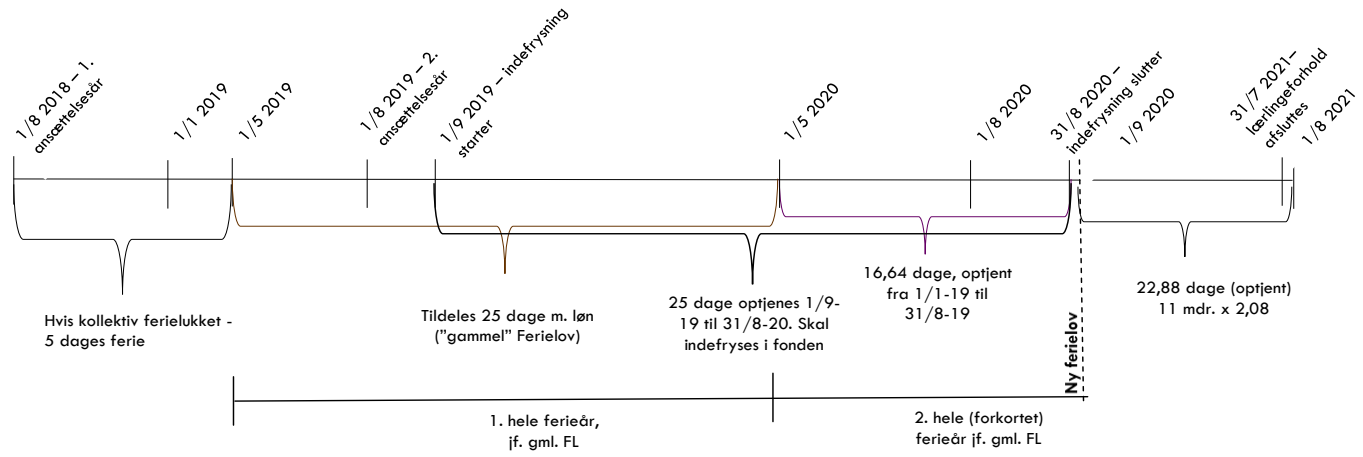 1/8 2018 – 1.
ansættelsesår
1/1 2019
1/5 2019
1/8 2019 – 2.
ansættelsesår
1/9 2019 – indefrysning
starter
1/5 2020
1/8 2020
31/8 2020 –
indefrysning slutter
1/9 2020
31/7 2021–
lærlingeforhold
afsluttes
1/8 2021
Hvis kollektiv ferielukket -
5 dages ferie
Tildeles 25 dage m. løn
("gammel" Ferielov)
25 dage optjenes 1/9-
19 til 31/8-20. Skal
indefryses i fonden
16,64 dage, optjent
fra 1/1-19 til
31/8-19
22,88 dage (optjent)
11 mdr. x 2,08
Ny ferielov
1. hele ferieår,
jf. gml. FL
2. hele (forkortet)
ferieår jf. gml. FL